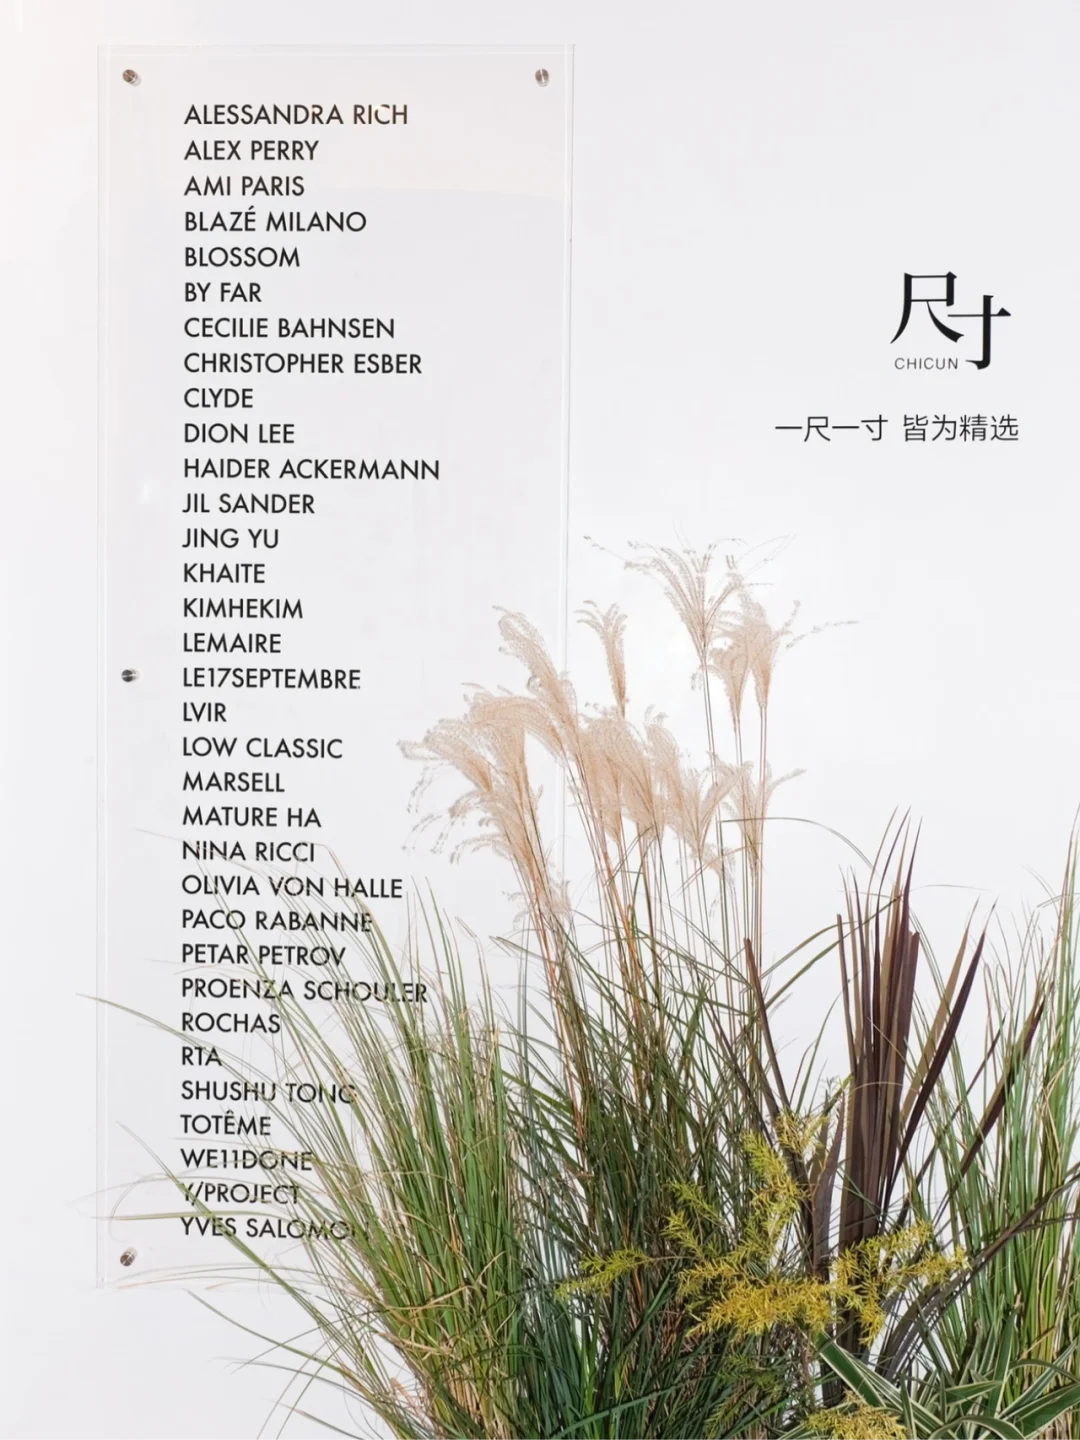 ALESSANDRA RICH
ALEX PERRY
AMI PARIS
BLAZÉ MILANO
BLOSSOM
BY FAR
CECILIE BAHNSEN
CHRISTOPHER ESBER
CLYDE
DION LEE
HAIDER ACKERMANN
JIL SANDER
JING YU
KHAITE
KIMHEKIM
LEMAIRE
LE17SEPTEMBRE
LVIR
LOW CLASSIC
MARSELL
MATURE HA
NINA RICCI
OLIVIA VON HALLE
PACO RABANNE
PETAR PETROV
PROENZA SCHOULER
ROCHAS
RTA
SHUSHU TONG
TOTÊME
WE11DONE
Y/PROJECT
YVES SALOMON
尺寸
CHICUN
一尺一寸 皆为精选